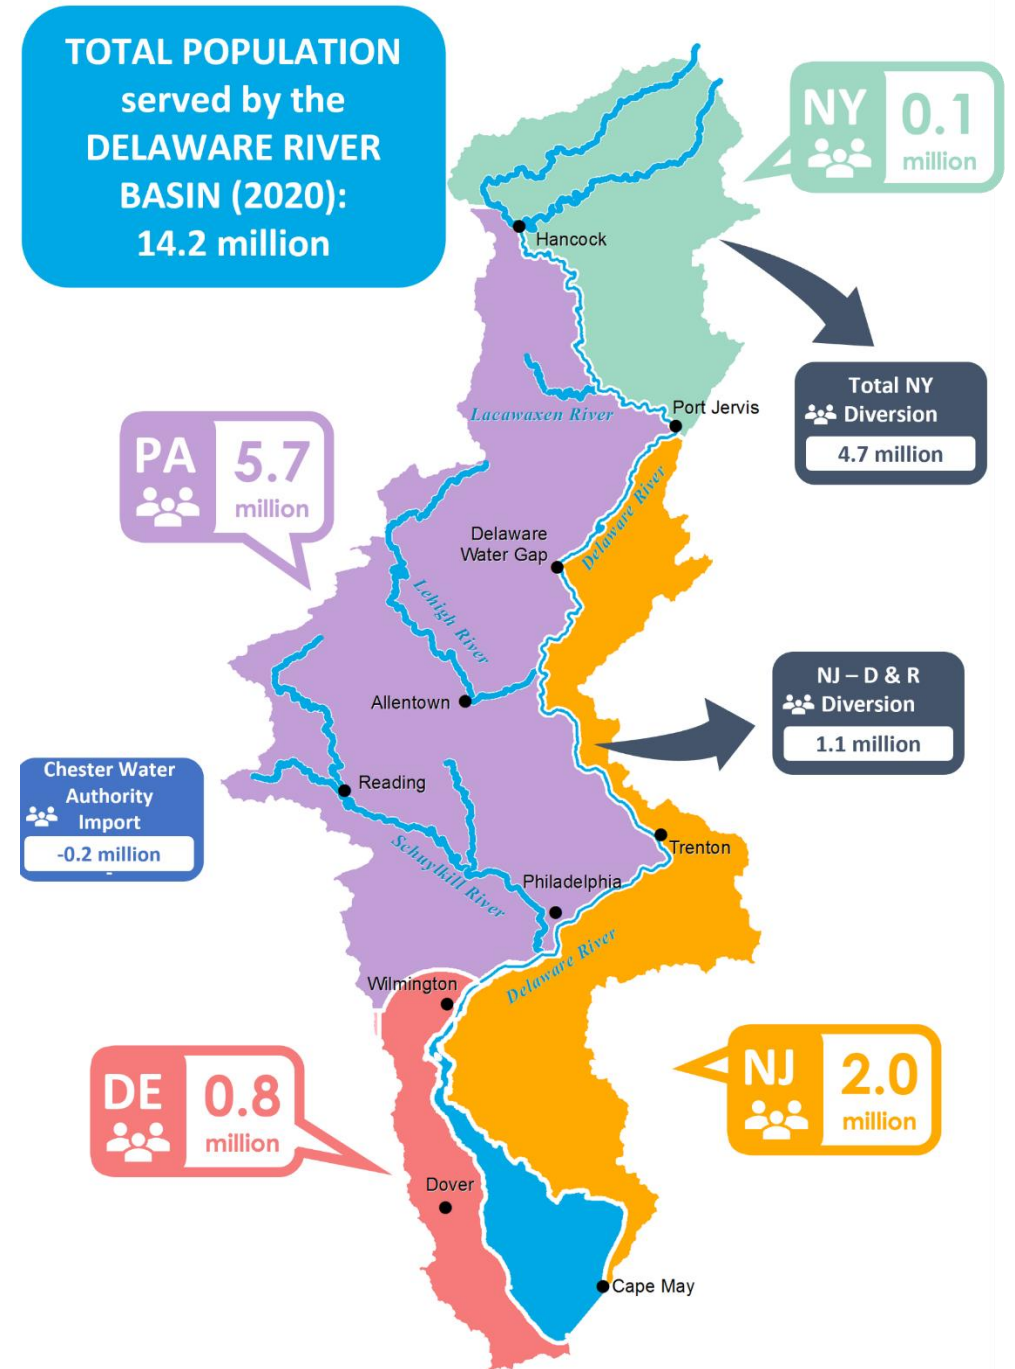 TOTAL POPULATION
served by the
DELAWARE RIVER
BASIN (2020):
14.2 million
NY
0.1
million
Hancock
Total NY
Diversion
4.7 million
Lacawaxen River
Port Jervis
PA
5.7
million
Delaware River
Delaware
Water Gap
Lehigh River
NJ – D & R
Diversion
1.1 million
Allentown
Chester Water
Authority
Import
-0.2 million
-
Reading
Trenton
Schuylkill River
Philadelphia
Delaware River
Wilmington
DE
0.8
million
NJ
2.0
million
Dover
Cape May